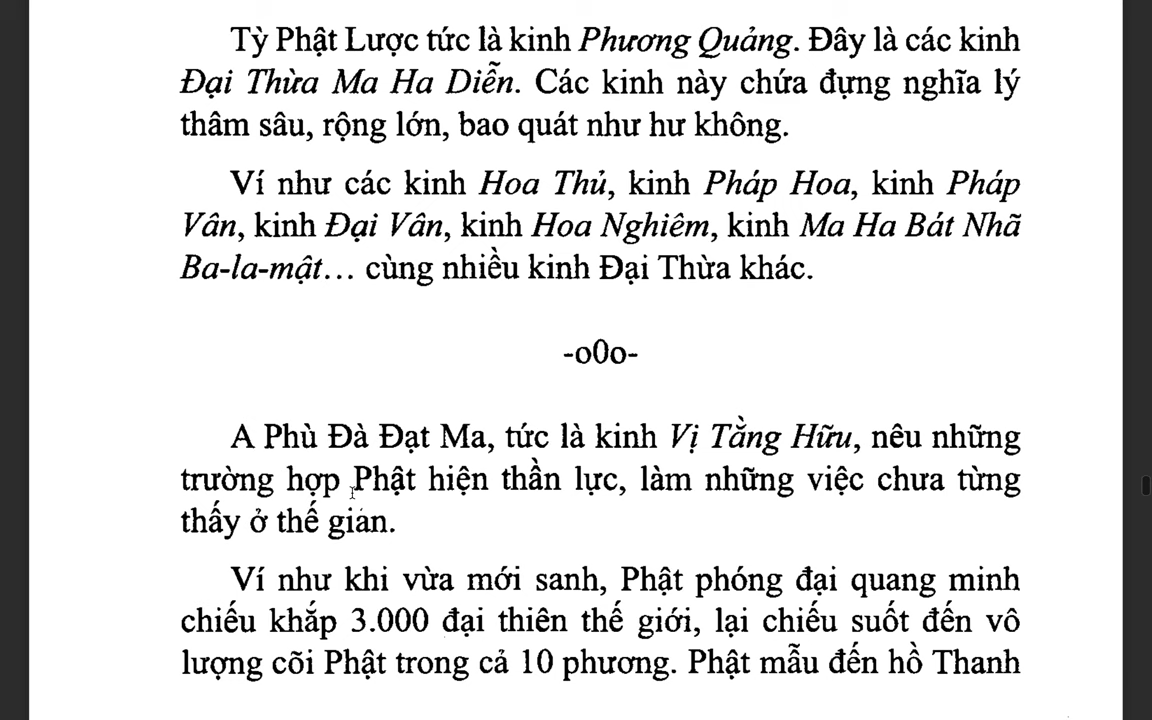 Tỳ Phật Lược tức là kinh Phương Quảng. Đây là các kinh
Đại Thừa Ma Ha Diễn. Các kinh này chứa đựng nghĩa lý
thâm sâu, rộng lớn, bao quát như hư không.
Ví như các kinh Hoa Thủ, kinh Pháp Hoa, kinh Pháp
Vân, kinh Đại Vân, kinh Hoa Nghiêm, kinh Ma Ha Bát Nhã
Ba-la-mật... cùng nhiều kinh Đại Thừa khác.
-o0o-
A Phù Đà Đạt Ma, tức là kinh Vị Tằng Hữu, nêu những
trường hợp Phật hiện thần lực, làm những việc chưa từng
thấy ở thế gian.
Ví như khi vừa mới sanh, Phật phóng đại quang minh
chiếu khắp 3.000 đại thiên thế giới, lại chiếu suốt đến vô
lượng cõi Phật trong cả 10 phương. Phật mẫu đến hồ Thanh